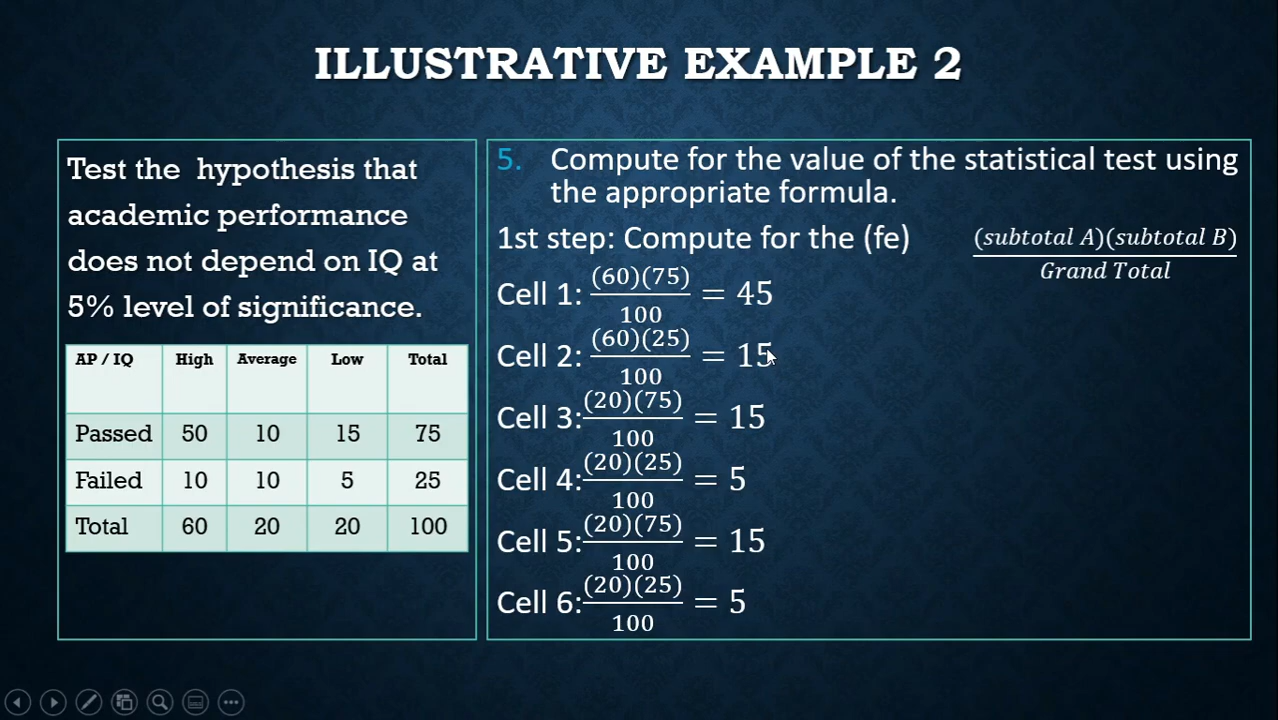 ILLUSTRATIVE EXAMPLE 2
Test the hypothesis that
academic performance
does not depend on IQ at
5% level of significance.
AP / IQ High Average Low Total
Passed 50 10 15 75
Failed 10 10 5 25
Total 60 20 20 100
5. Compute for the value of the statistical test using
the appropriate formula.
1st step: Compute for the (fe) (subtotal A)(subtotal B) / Grand Total
Cell 1: (60)(75) / 100 = 45
Cell 2: (60)(25) / 100 = 15
Cell 3: (20)(75) / 100 = 15
Cell 4: (20)(25) / 100 = 5
Cell 5: (20)(75) / 100 = 15
Cell 6: (20)(25) / 100 = 5